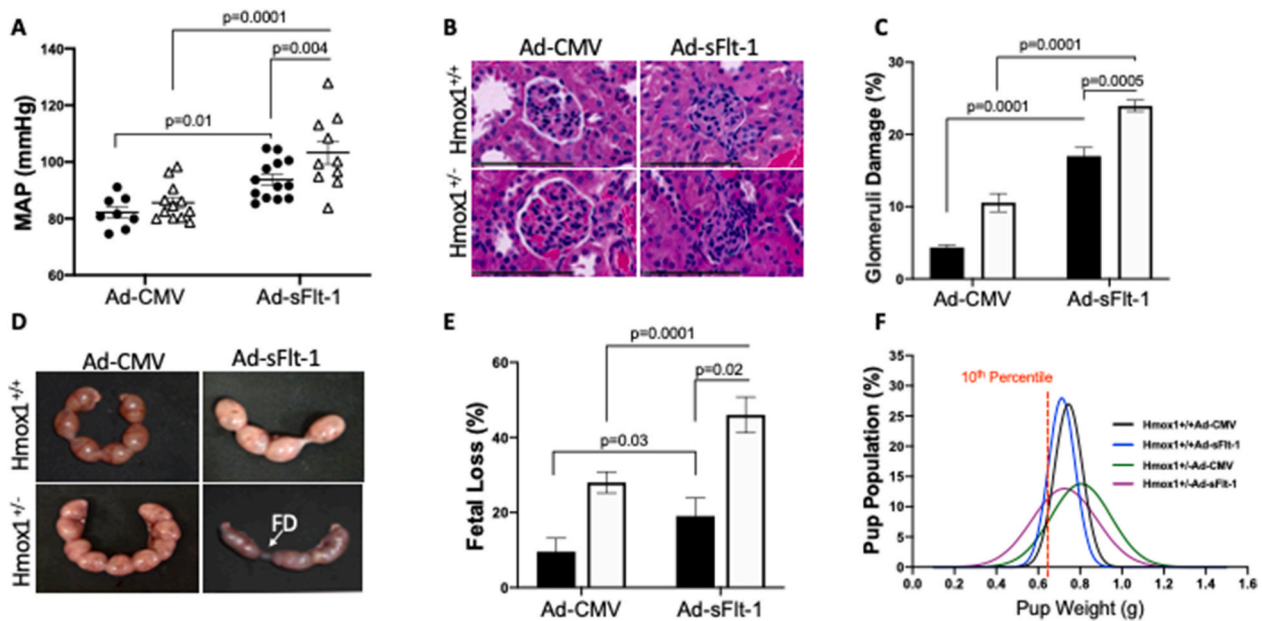 A
MAP (mmHg)
140
120
100
80
60
p=0.0001
p=0.004
p=0.01
Ad-CMV
Ad-sFlt-1
B
Ad-CMV
Ad-sFlt-1
Hmox1+/+
Hmox1+/-
C
Glomeruli Damage (%)
30
20
10
0
p=0.0001
p=0.0005
p=0.0001
Ad-CMV
Ad-sFlt-1
D
Ad-CMV
Ad-sFlt-1
Hmox1+/+
Hmox1+/-
FD
E
Fetal Loss (%)
60
40
20
0
p=0.0001
p=0.02
p=0.03
Ad-CMV
Ad-sFlt-1
F
Pup Population (%)
35
30
25
20
15
10
5
0
10th Percentile
Hmox1+/+Ad-CMV
Hmox1+/+Ad-sFlt-1
Hmox1+/-Ad-CMV
Hmox1+/-Ad-sFlt-1
0.0 0.2 0.4 0.6 0.8 1.0 1.2 1.4 1.6
Pup Weight (g)